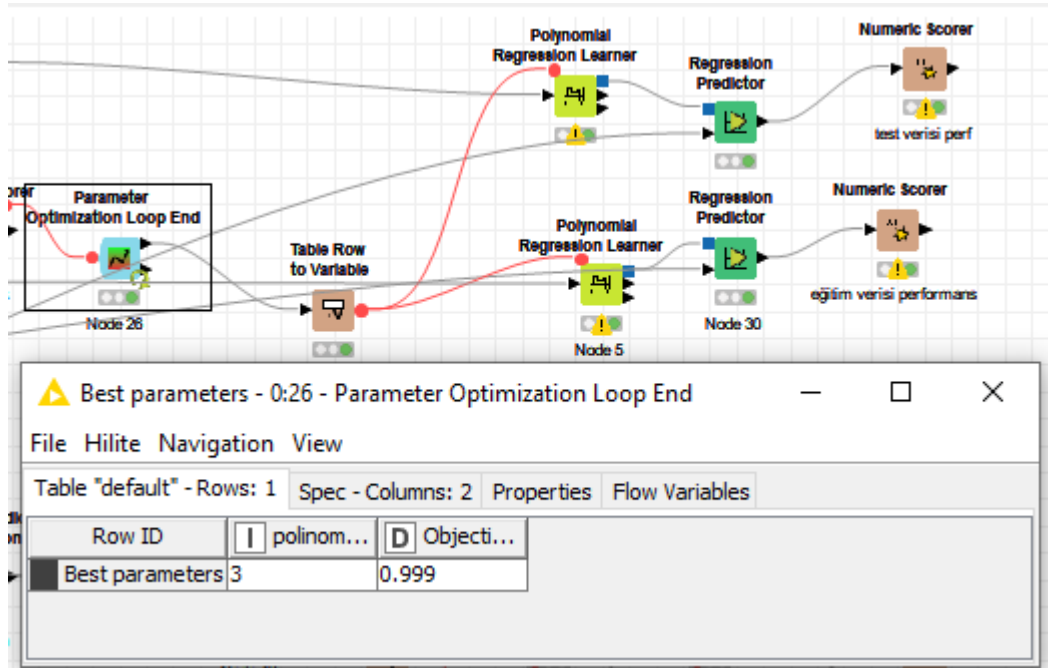 Polynomial
Regression Learner
Regression
Predictor
Numeric Scorer
test verisi perf
Parameter
Optimization Loop End
Node 26
Table Row
to Variable
Polynomial
Regression Learner
Node 5
Regression
Predictor
Node 30
Numeric Scorer
eğitim verisi performans
Best parameters - 0:26 - Parameter Optimization Loop End
File Hilite Navigation View
Table "default" - Rows: 1 Spec - Columns: 2 Properties Flow Variables
Row ID I polinom... D Objecti...
Best parameters 3 0.999